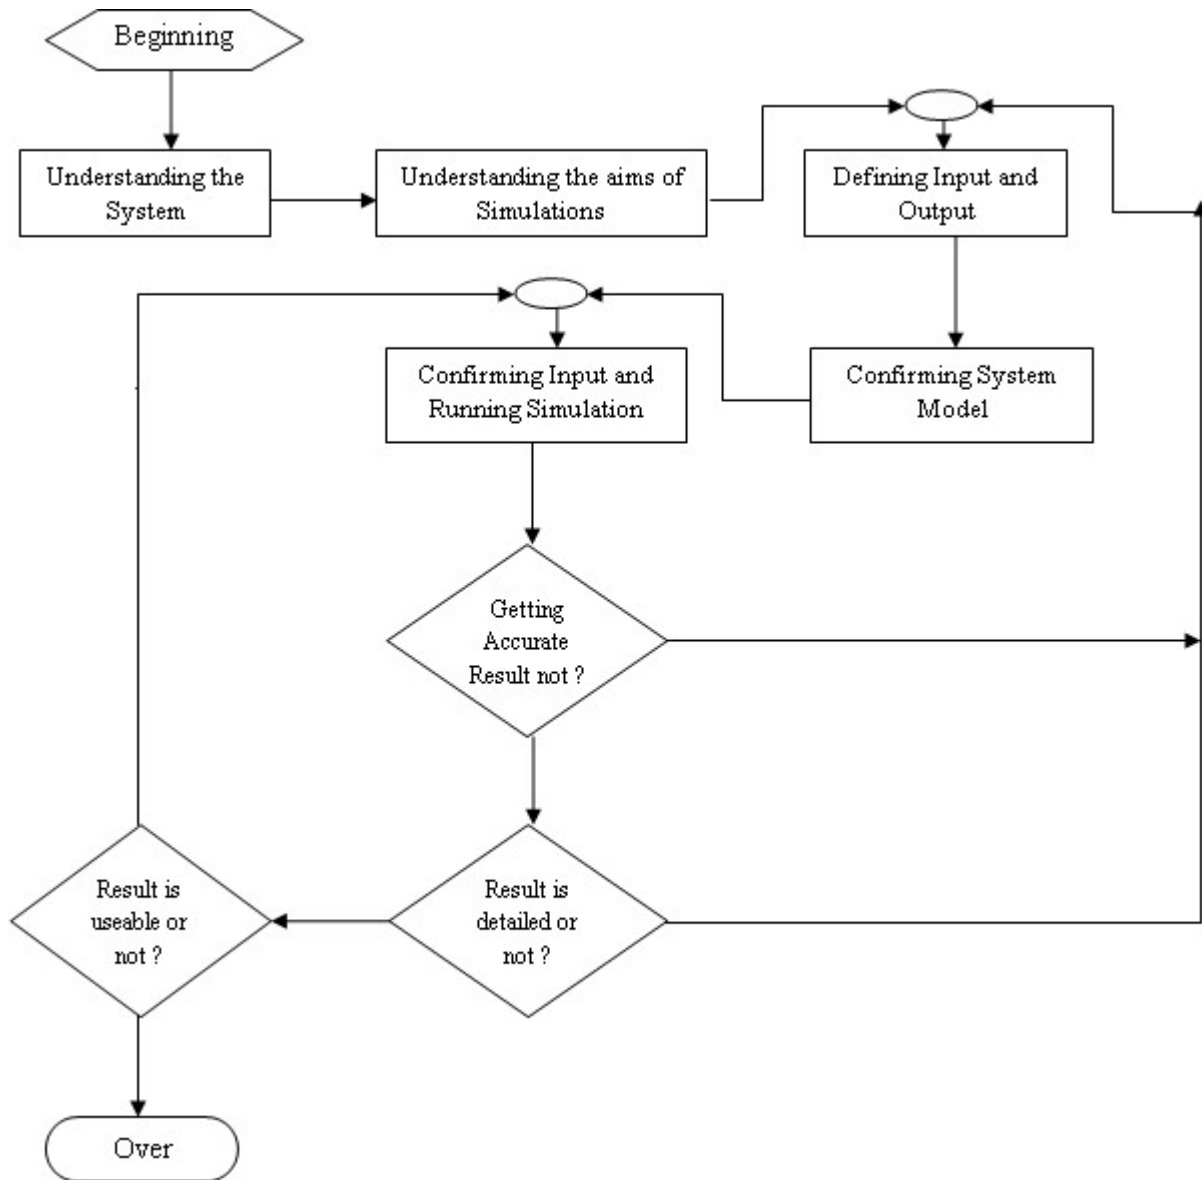 Beginning
Understanding the
System
Understanding the aims of
Simulations
Defining Input and
Output
Confirming Input and
Running Simulation
Confirming System
Model
Getting
Accurate
Result not ?
Result is
useable or
not ?
Result is
detailed or
not ?
Over